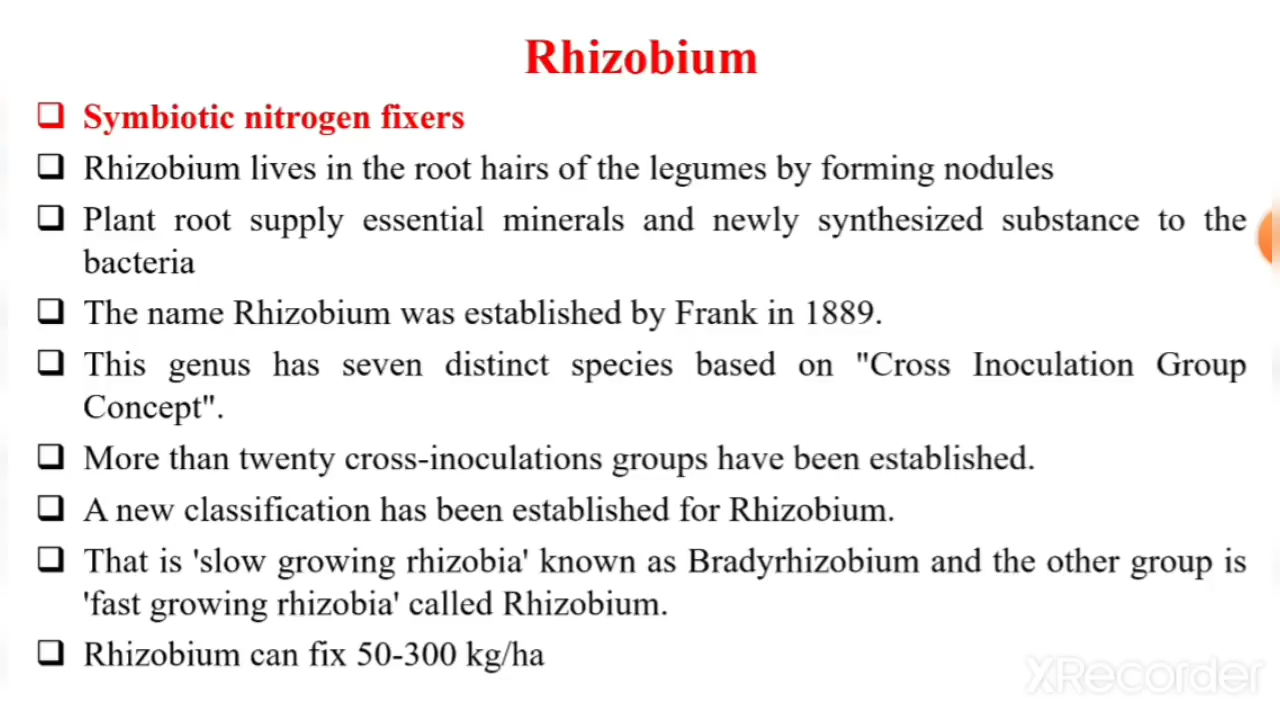 Rhizobium
❑ Symbiotic nitrogen fixers
❑ Rhizobium lives in the root hairs of the legumes by forming nodules
❑ Plant root supply essential minerals and newly synthesized substance to the
bacteria
❑ The name Rhizobium was established by Frank in 1889.
❑ This genus has seven distinct species based on "Cross Inoculation Group
Concept".
❑ More than twenty cross-inoculations groups have been established.
❑ A new classification has been established for Rhizobium.
❑ That is 'slow growing rhizobia' known as Bradyrhizobium and the other group is
'fast growing rhizobia' called Rhizobium.
❑ Rhizobium can fix 50-300 kg/ha
XRecorder